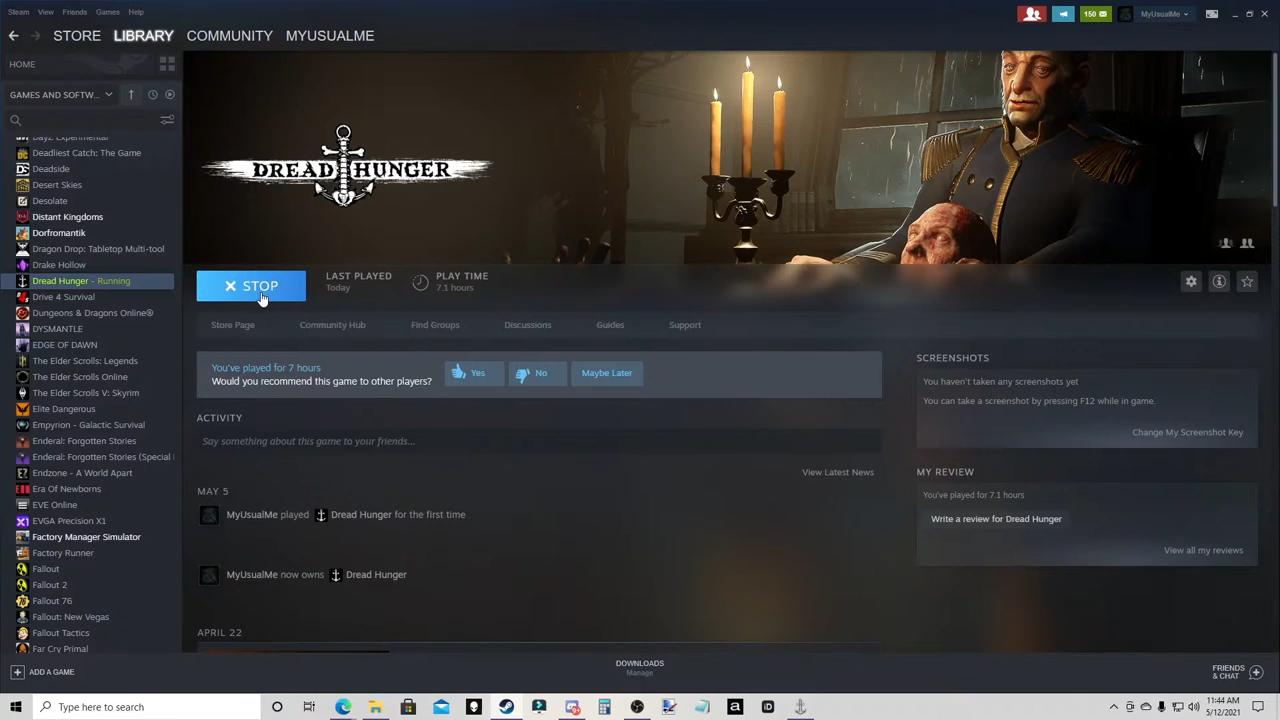 Steam View Friends Games Help
150 MyUsualMe
STORE LIBRARY COMMUNITY MYUSUALME
HOME
GAMES AND SOFTW...
DayZ Experimental
Deadliest Catch: The Game
Deadside
Desert Skies
Desolate
Distant Kingdoms
Dorfromantik
Dragon Drop: Tabletop Multi-tool
Drake Hollow
Dread Hunger - Running
Drive 4 Survival
Dungeons & Dragons Online®
DYSMANTLE
EDGE OF DAWN
The Elder Scrolls: Legends
The Elder Scrolls Online
The Elder Scrolls V: Skyrim
Elite Dangerous
Empyrion - Galactic Survival
Enderal: Forgotten Stories
Enderal: Forgotten Stories (Special
Endzone - A World Apart
Era Of Newborns
EVE Online
EVGA Precision X1
Factory Manager Simulator
Factory Runner
Fallout
Fallout 2
Fallout 76
Fallout: New Vegas
Fallout Tactics
Far Cry Primal
ADD A GAME
DREAD HUNGER
STOP
LAST PLAYED
Today
PLAY TIME
7.1 hours
Store Page Community Hub Find Groups Discussions Guides Support
You've played for 7 hours
Would you recommend this game to other players?
Yes No Maybe Later
ACTIVITY
Say something about this game to your friends...
View Latest News
MAY 5
MyUsualMe played Dread Hunger for the first time
MyUsualMe now owns Dread Hunger
APRIL 22
SCREENSHOTS
You haven't taken any screenshots yet
You can take a screenshot by pressing F12 while in game.
Change My Screenshot Key
MY REVIEW
You've played for 7.1 hours
Write a review for Dread Hunger
View all my reviews
DOWNLOADS
Manage
FRIENDS
& CHAT
Type here to search
11:44 AM
5/12/2021